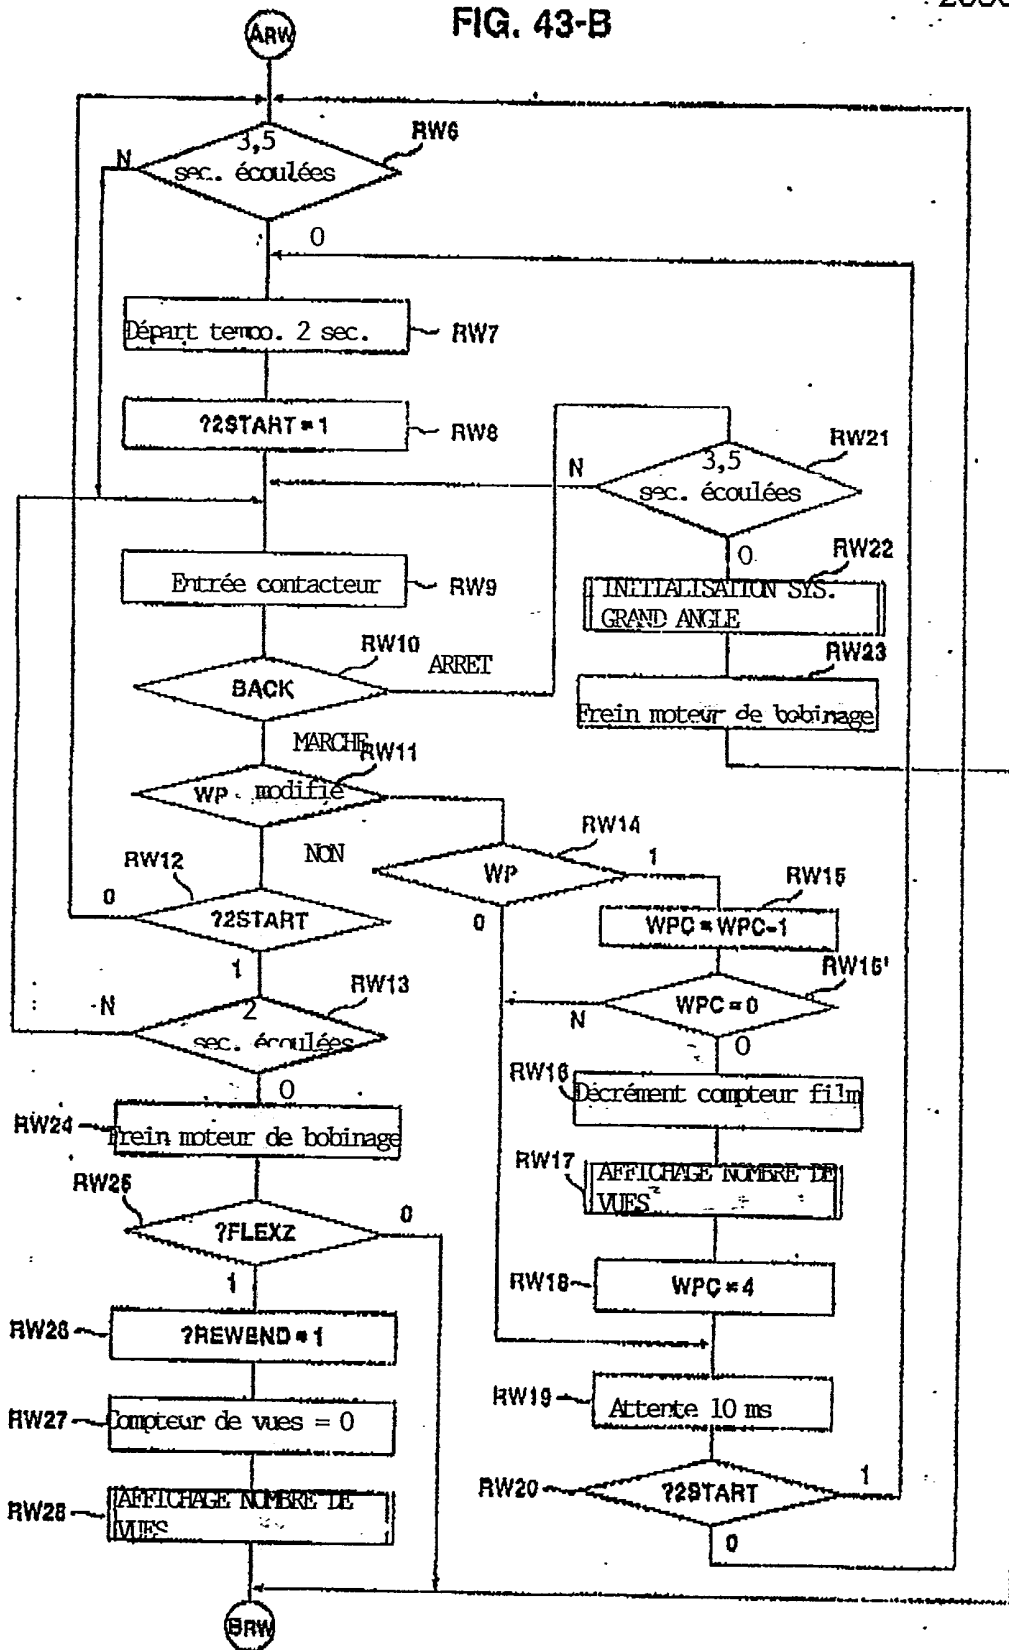 FIG. 43-B
ARW
RW6
3,5
sec. écoulées
N
O
Départ tempo. 2 sec.
RW7
?2START = 1
RW8
RW21
3,5
sec. écoulées
N
O
Entrée contacteur
RW9
RW22
INITIALISATION SYS.
GRAND ANGLE
RW10
BACK
ARRET
RW23
Frein moteur de bobinage
MARCHE
RW11
WP modifié
NON
RW14
WP
1
0
RW12
?2START
0
1
RW15
WPC = WPC-1
RW15'
WPC = 0
N
O
RW13
2
sec. écoulées
N
O
RW16
Décrément compteur film
RW24
Frein moteur de bobinage
RW17
AFFICHAGE NOMBRE DE
VUES
RW25
?FLEXZ
0
1
RW18
WPC = 4
RW26
?REWEND = 1
RW19
Attente 10 ms
RW27
Compteur de vues = 0
RW20
?2START
1
0
RW28
AFFICHAGE NOMBRE DE
VUES
BRW